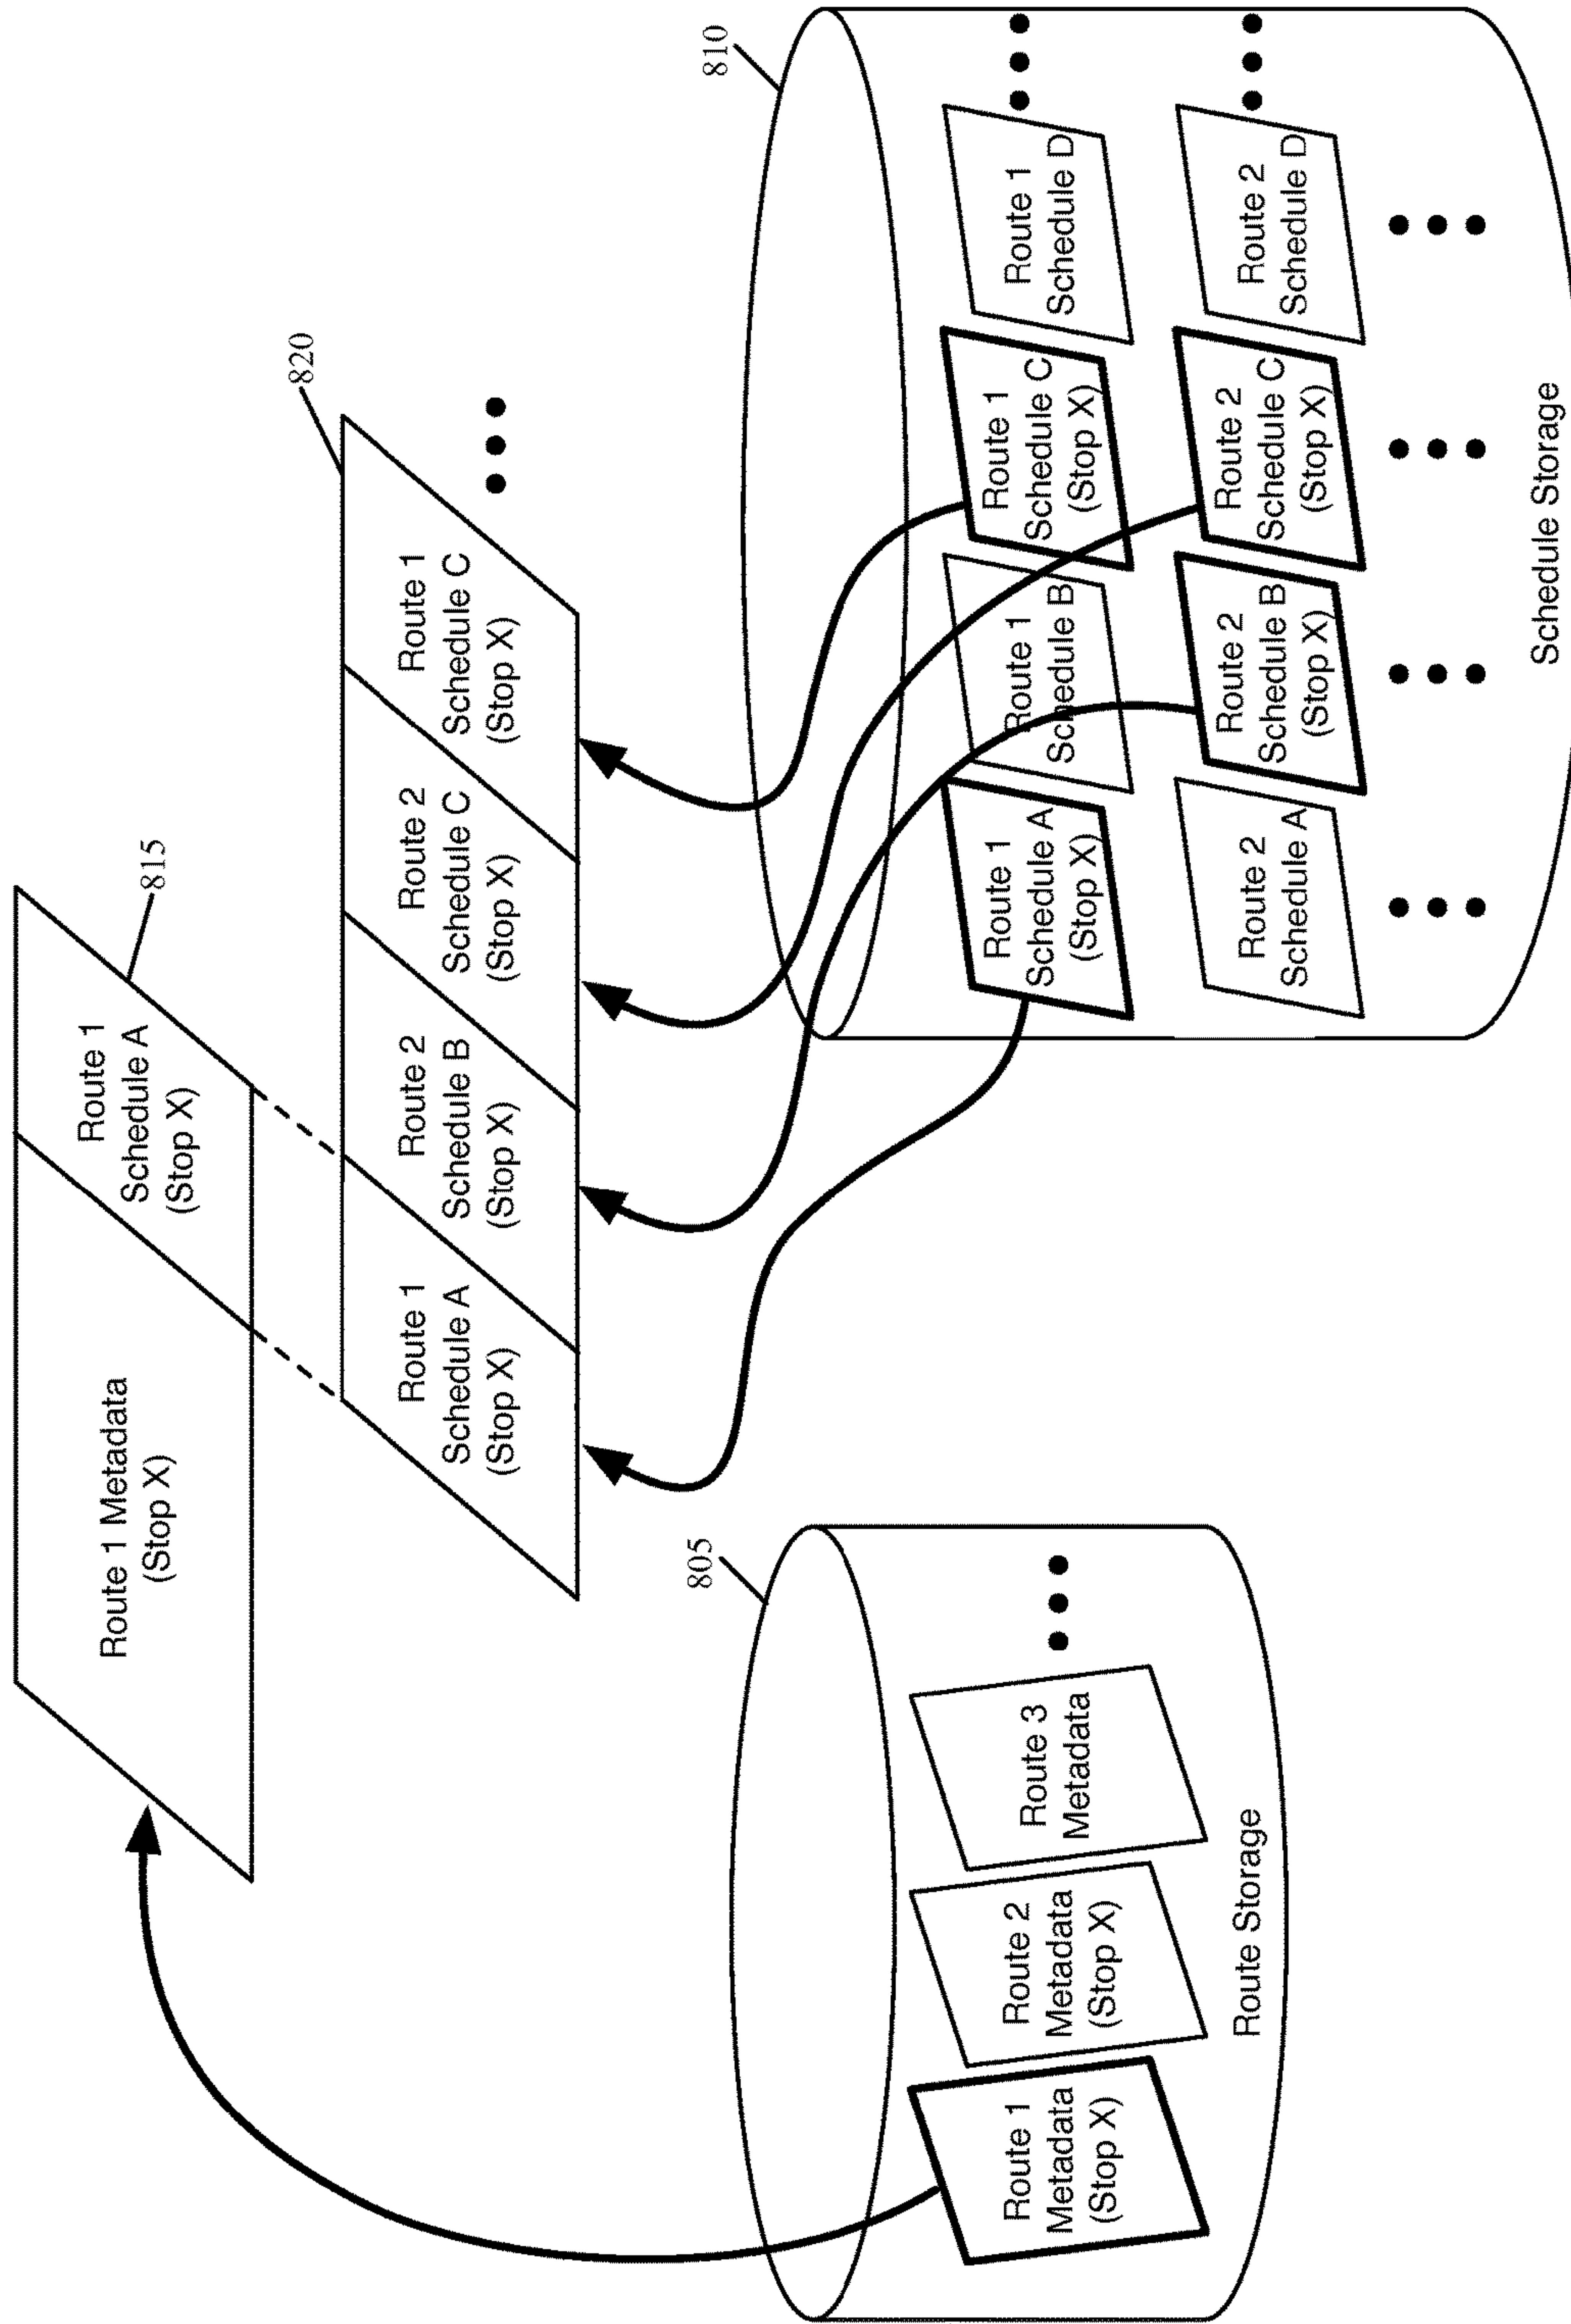 Route 1 Metadata
(Stop X)
Route 1
Schedule A
(Stop X)
815
820
Route 1
Schedule A
(Stop X)
Route 2
Schedule B
(Stop X)
Route 2
Schedule C
(Stop X)
Route 1
Schedule C
(Stop X)
805
Route 1
Metadata
(Stop X)
Route 2
Metadata
(Stop X)
Route 3
Metadata
Route Storage
810
Route 1
Schedule A
(Stop X)
Route 1
Schedule B
Route 1
Schedule C
(Stop X)
Route 1
Schedule D
Route 2
Schedule A
Route 2
Schedule B
(Stop X)
Route 2
Schedule C
(Stop X)
Route 2
Schedule D
Schedule Storage